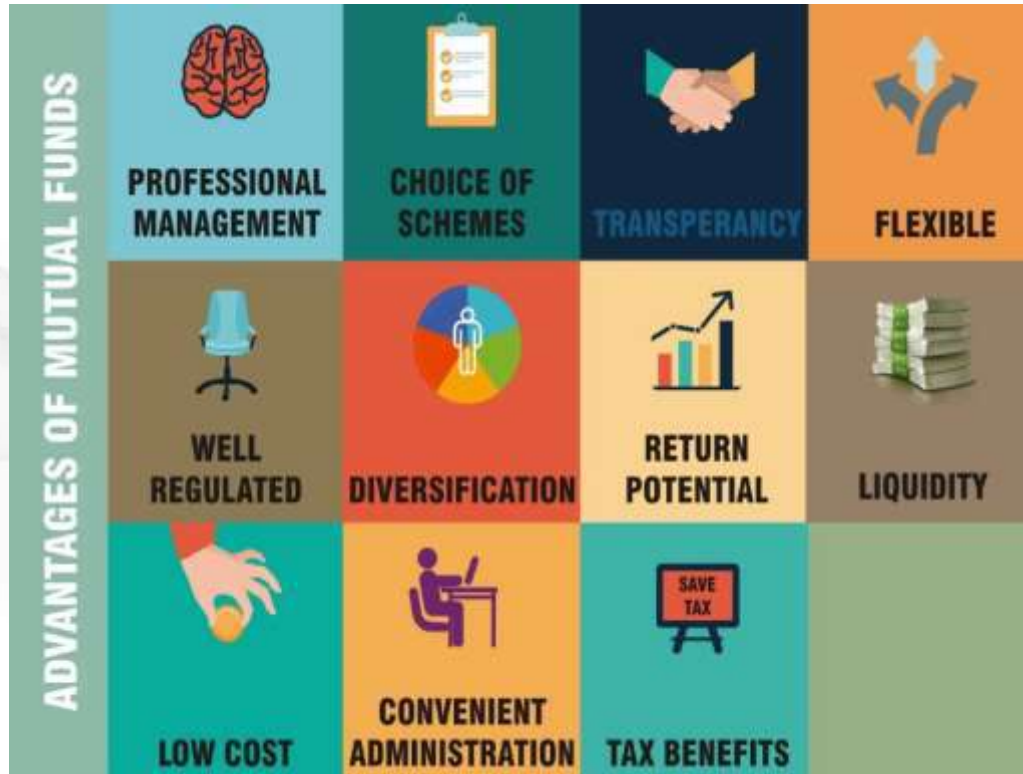 ADVANTAGES OF MUTUAL FUNDS
PROFESSIONAL
MANAGEMENT
CHOICE OF
SCHEMES
TRANSPERANCY
FLEXIBLE
WELL
REGULATED
DIVERSIFICATION
RETURN
POTENTIAL
LIQUIDITY
LOW COST
CONVENIENT
ADMINISTRATION
SAVE
TAX
TAX BENEFITS